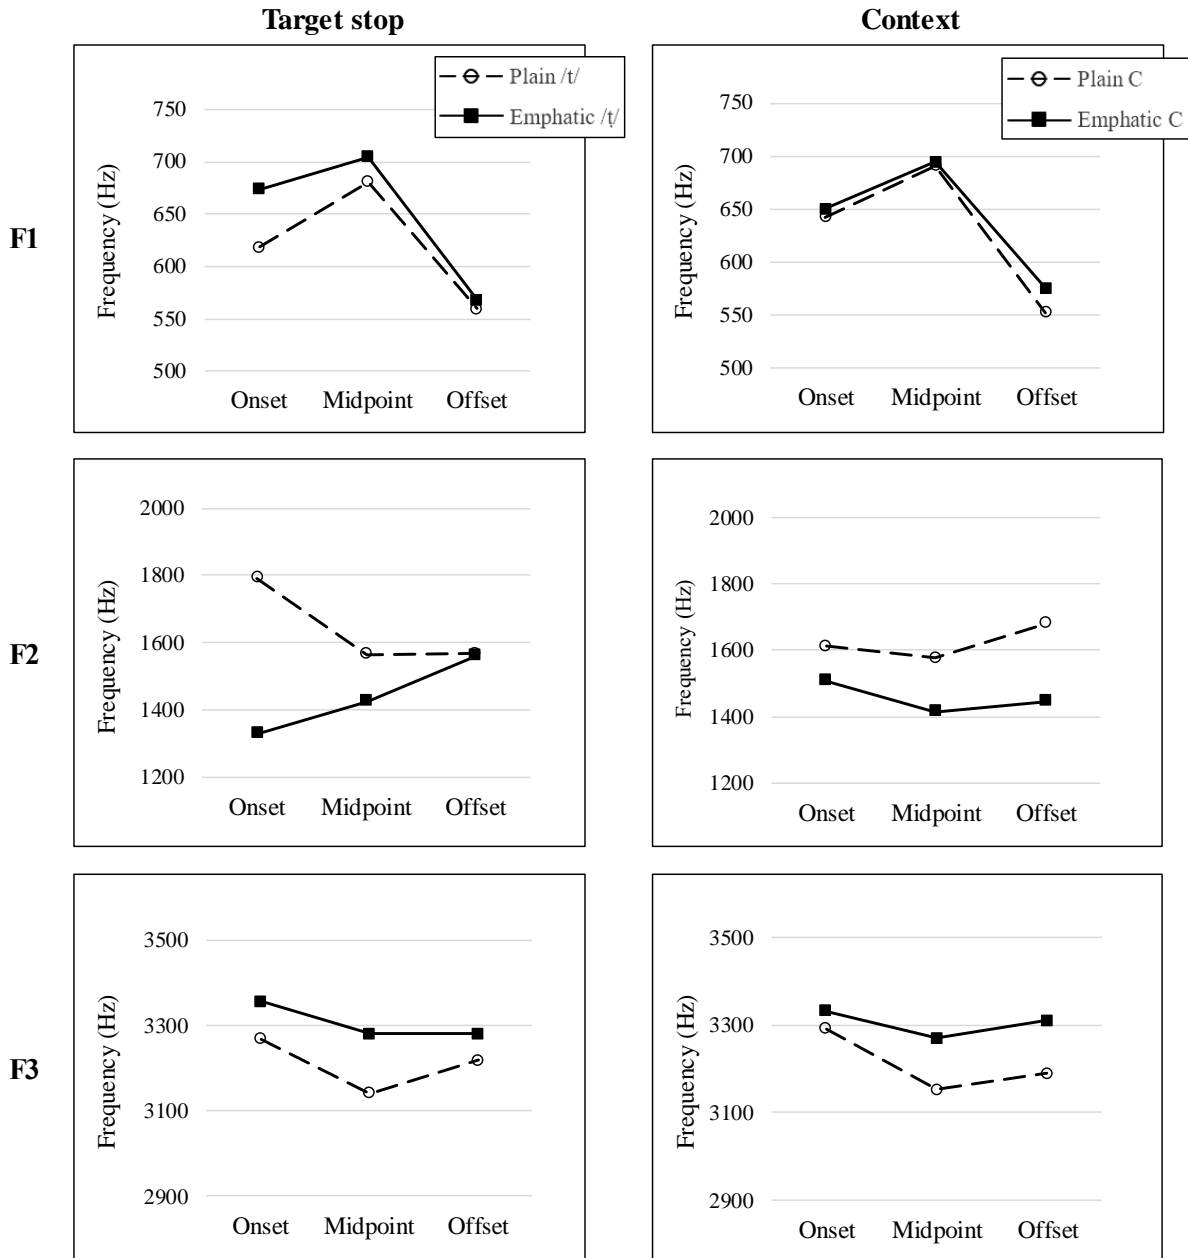 Target stop
Context
Plain /t/
Emphatic /ṭ/
Plain C
Emphatic C
F1
Frequency (Hz)
750
700
650
600
550
500
Onset Midpoint Offset
Frequency (Hz)
750
700
650
600
550
500
Onset Midpoint Offset
F2
Frequency (Hz)
2000
1800
1600
1400
1200
Onset Midpoint Offset
Frequency (Hz)
2000
1800
1600
1400
1200
Onset Midpoint Offset
F3
Frequency (Hz)
3500
3300
3100
2900
Onset Midpoint Offset
Frequency (Hz)
3500
3300
3100
2900
Onset Midpoint Offset